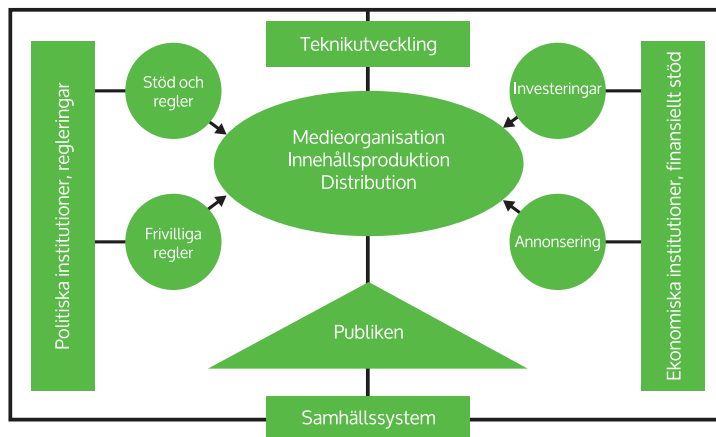 Teknikutveckling
Politiska institutioner, regleringar
Stöd och
regler
Frivilliga
regler
Medieorganisation
Innehållsproduktion
Distribution
Investeringar
Annonsering
Ekonomiska institutioner, finansiellt stöd
Publiken
Samhällssystem